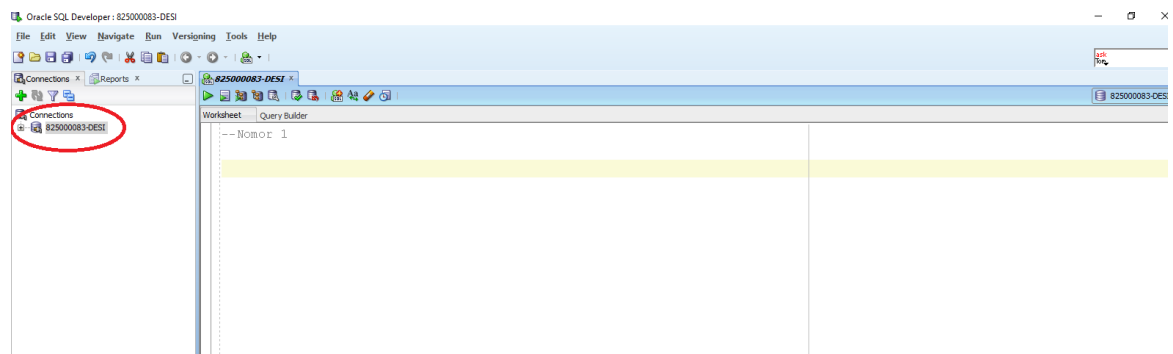 Oracle SQL Developer : 825000083-DESI
File Edit View Navigate Run Versioning Tools Help
Connections Reports
825000083-DESI
825000083-DESI
Worksheet Query Builder
Connections
825000083-DESI
--Nomor 1